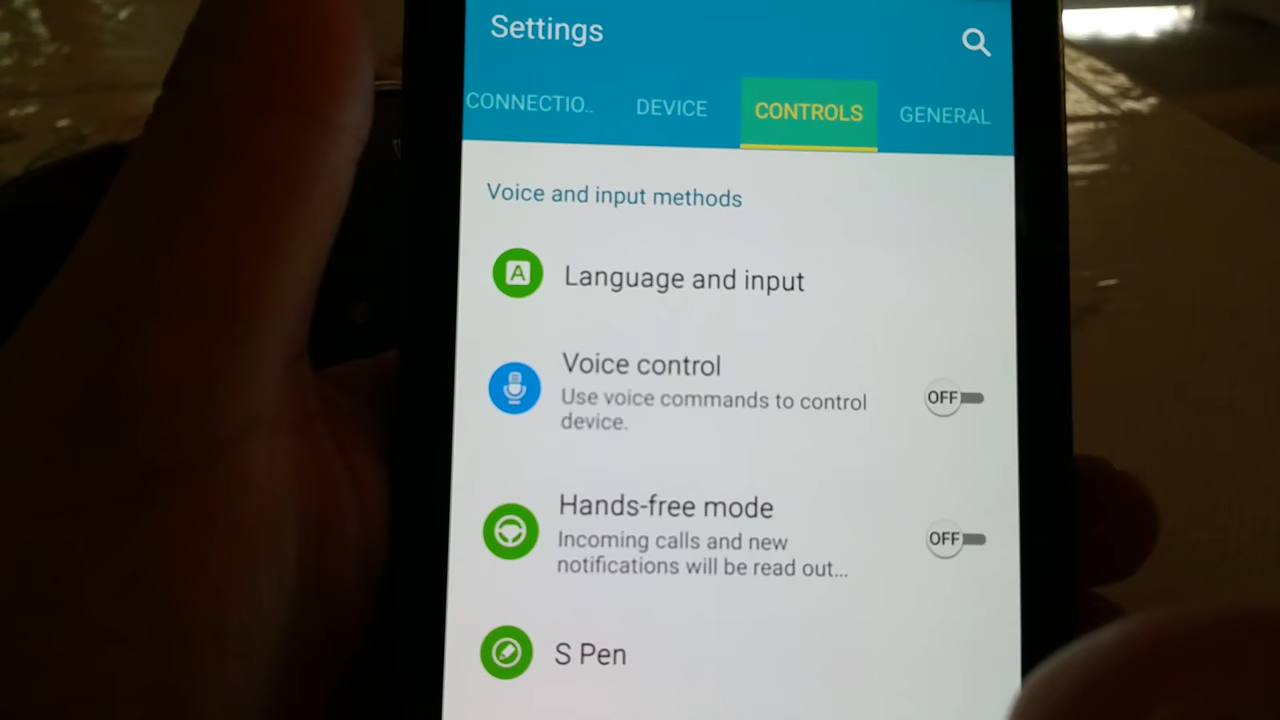 Settings
CONNECTIO.. DEVICE CONTROLS GENERAL
Voice and input methods
A Language and input
Voice control
Use voice commands to control
device.
OFF
Hands-free mode
Incoming calls and new
notifications will be read out...
OFF
S Pen